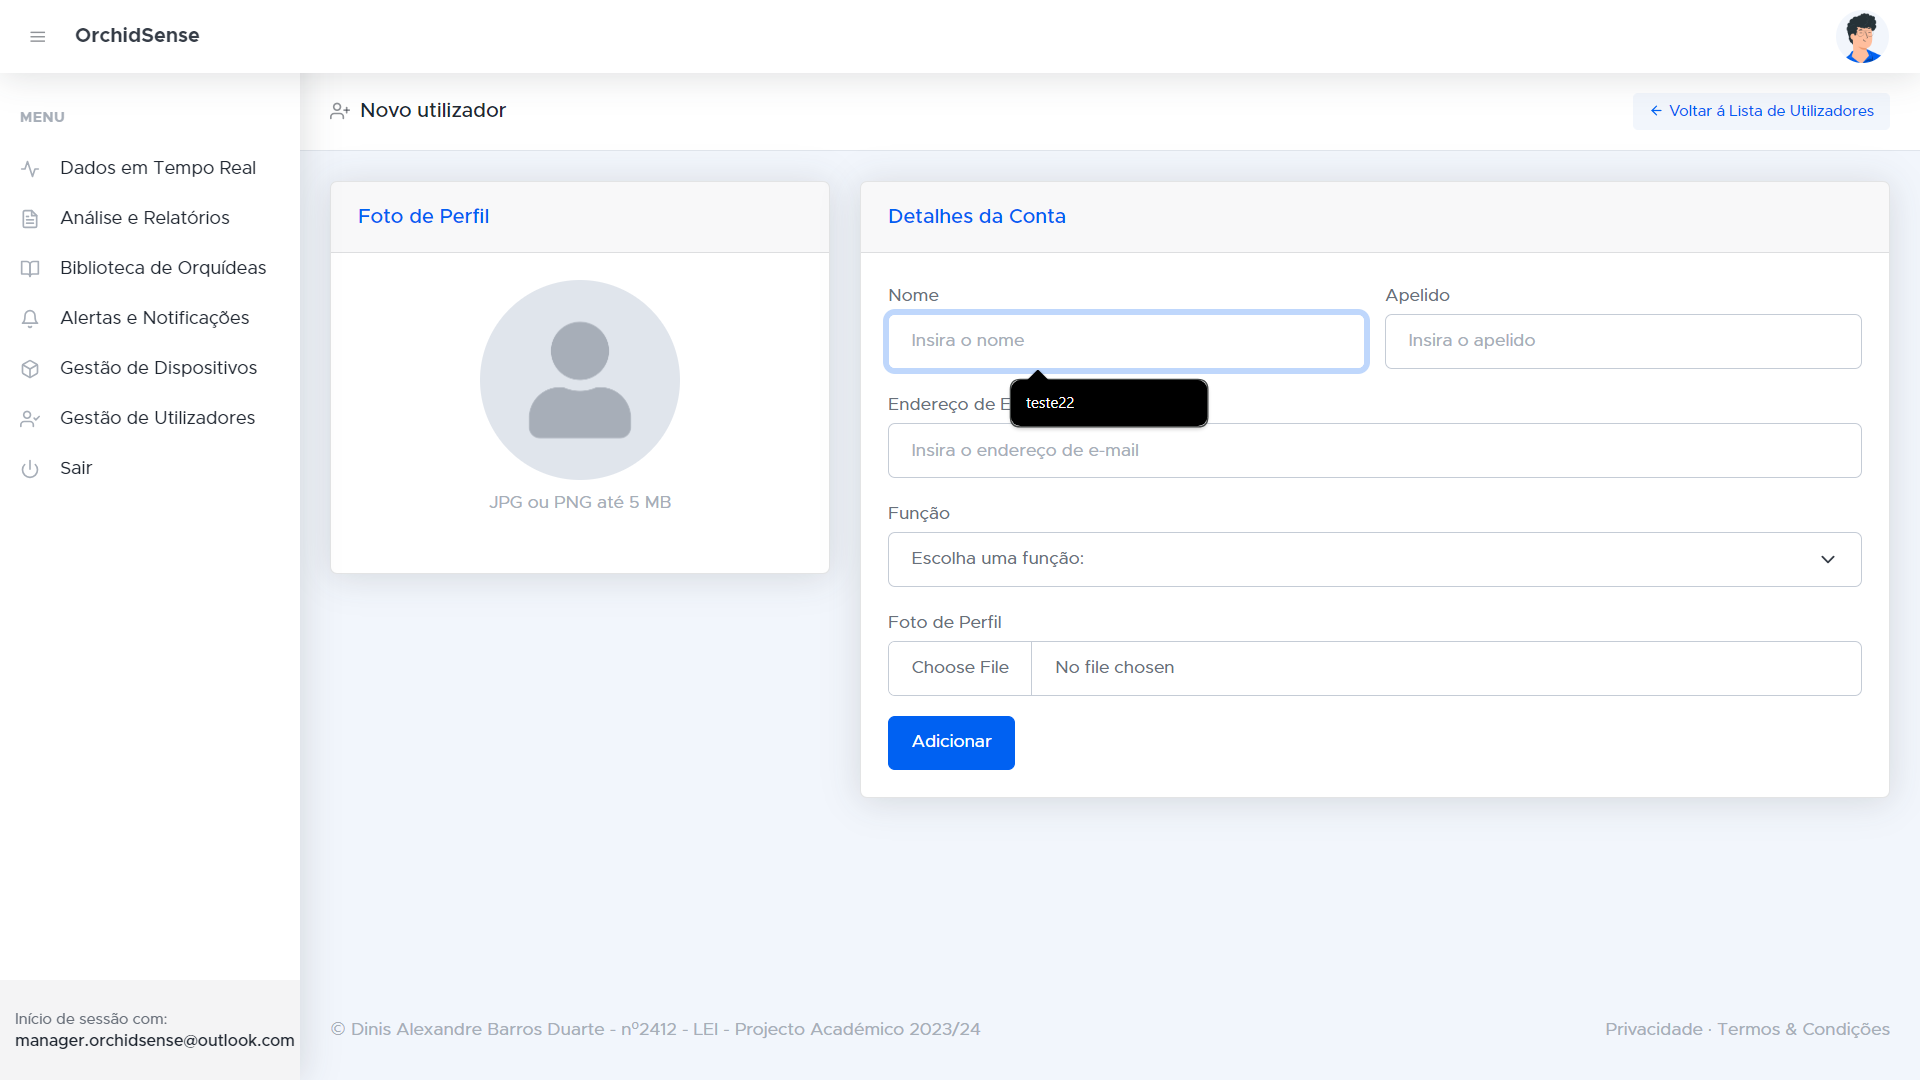 OrchidSense
MENU
Dados em Tempo Real
Análise e Relatórios
Biblioteca de Orquídeas
Alertas e Notificações
Gestão de Dispositivos
Gestão de Utilizadores
Sair
Início de sessão com:
manager.orchidsense@outlook.com
Novo utilizador
Voltar á Lista de Utilizadores
Foto de Perfil
JPG ou PNG até 5 MB
Detalhes da Conta
Nome
Apelido
Insira o nome
Insira o apelido
teste22
Endereço de E
Insira o endereço de e-mail
Função
Escolha uma função:
Foto de Perfil
Choose File
No file chosen
Adicionar
© Dinis Alexandre Barros Duarte - nº2412 - LEI - Projecto Académico 2023/24
Privacidade · Termos & Condições